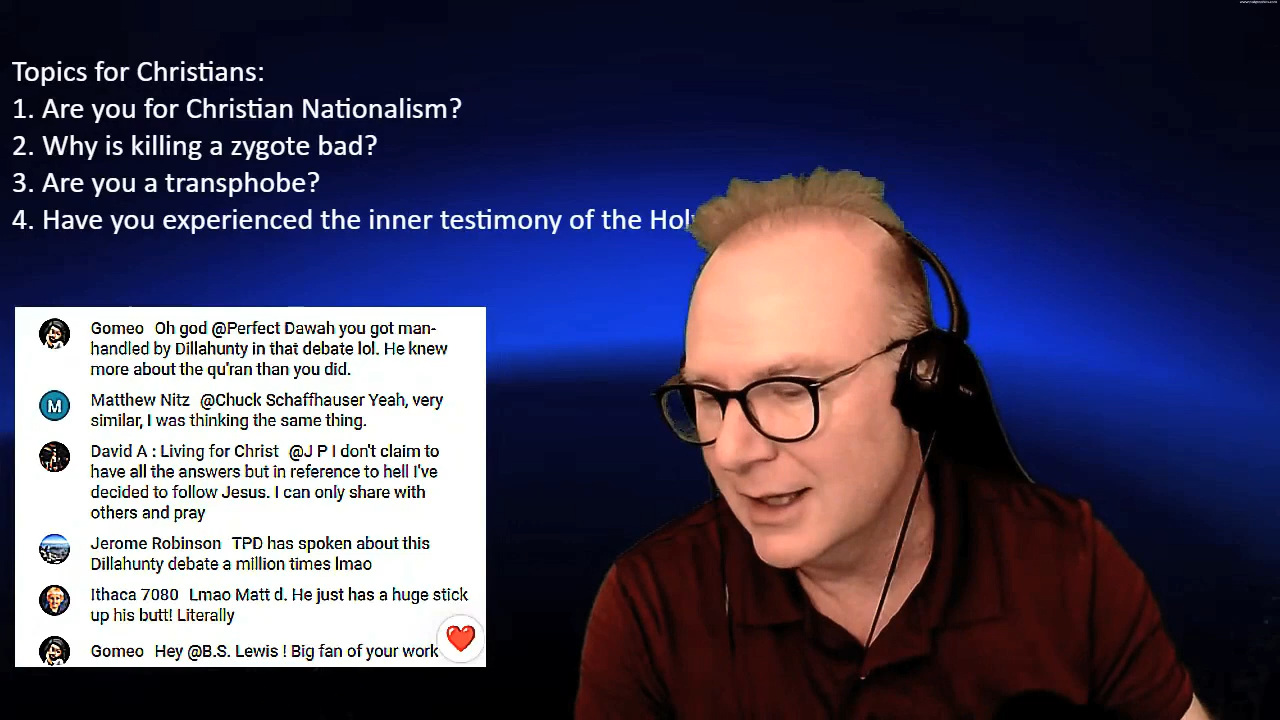 Topics for Christians:
1. Are you for Christian Nationalism?
2. Why is killing a zygote bad?
3. Are you a transphobe?
4. Have you experienced the inner testimony of the Holy
Gomeo Oh god @Perfect Dawah you got man-
handled by Dillahunty in that debate lol. He knew
more about the qu'ran than you did.
M
Matthew Nitz @Chuck Schaffhauser Yeah, very
similar, I was thinking the same thing.
David A : Living for Christ @J P I don't claim to
have all the answers but in reference to hell I've
decided to follow Jesus. I can only share with
others and pray
Jerome Robinson TPD has spoken about this
Dillahunty debate a million times lmao
Ithaca 7080 Lmao Matt d. He just has a huge stick
up his butt! Literally
Gomeo Hey @B.S. Lewis ! Big fan of your work